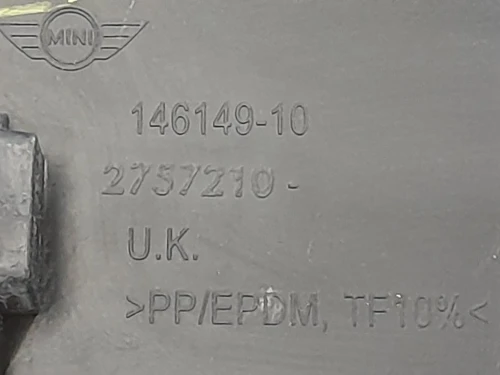 MINI
146149-10
2757210-
U.K.
>PP/EPDM, TF10%<